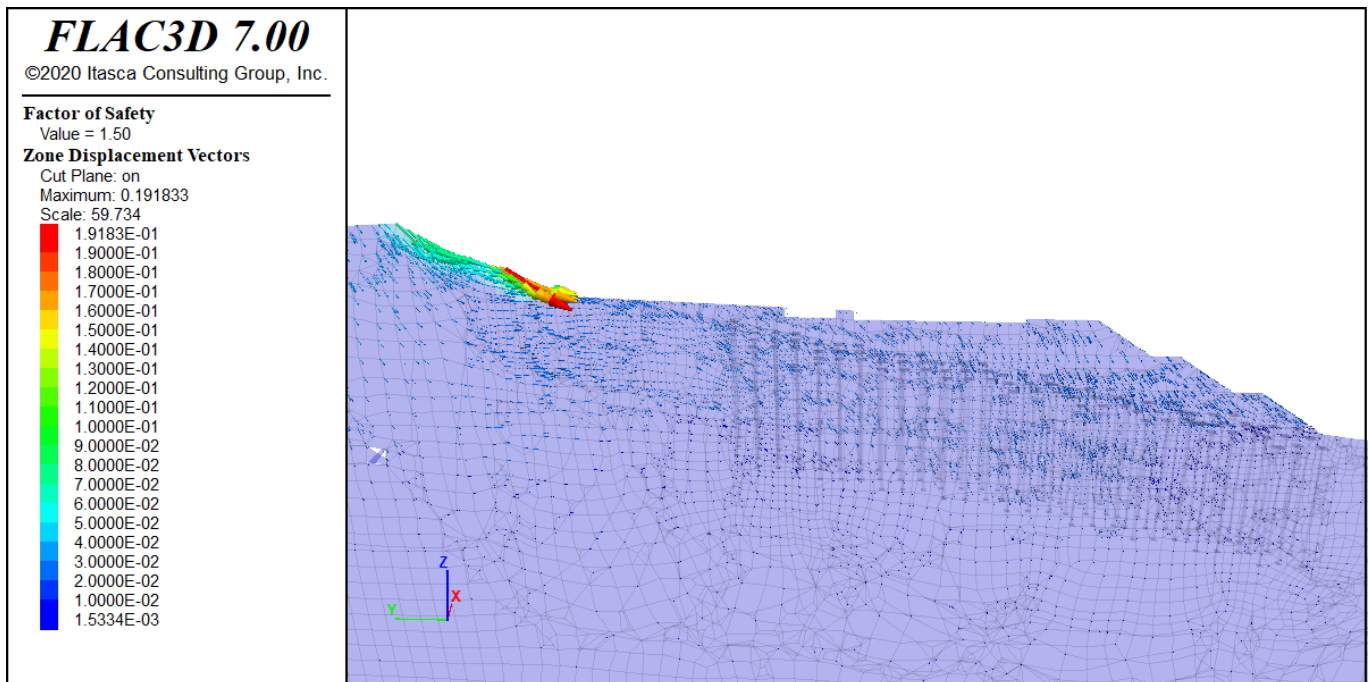 FLAC3D 7.00
©2020 Itasca Consulting Group, Inc.
Factor of Safety
Value = 1.50
Zone Displacement Vectors
Cut Plane: on
Maximum: 0.191833
Scale: 59.734
1.9183E-01
1.9000E-01
1.8000E-01
1.7000E-01
1.6000E-01
1.5000E-01
1.4000E-01
1.3000E-01
1.2000E-01
1.1000E-01
1.0000E-01
9.0000E-02
8.0000E-02
7.0000E-02
6.0000E-02
5.0000E-02
4.0000E-02
3.0000E-02
2.0000E-02
1.0000E-02
1.5334E-03
Z
X
Y